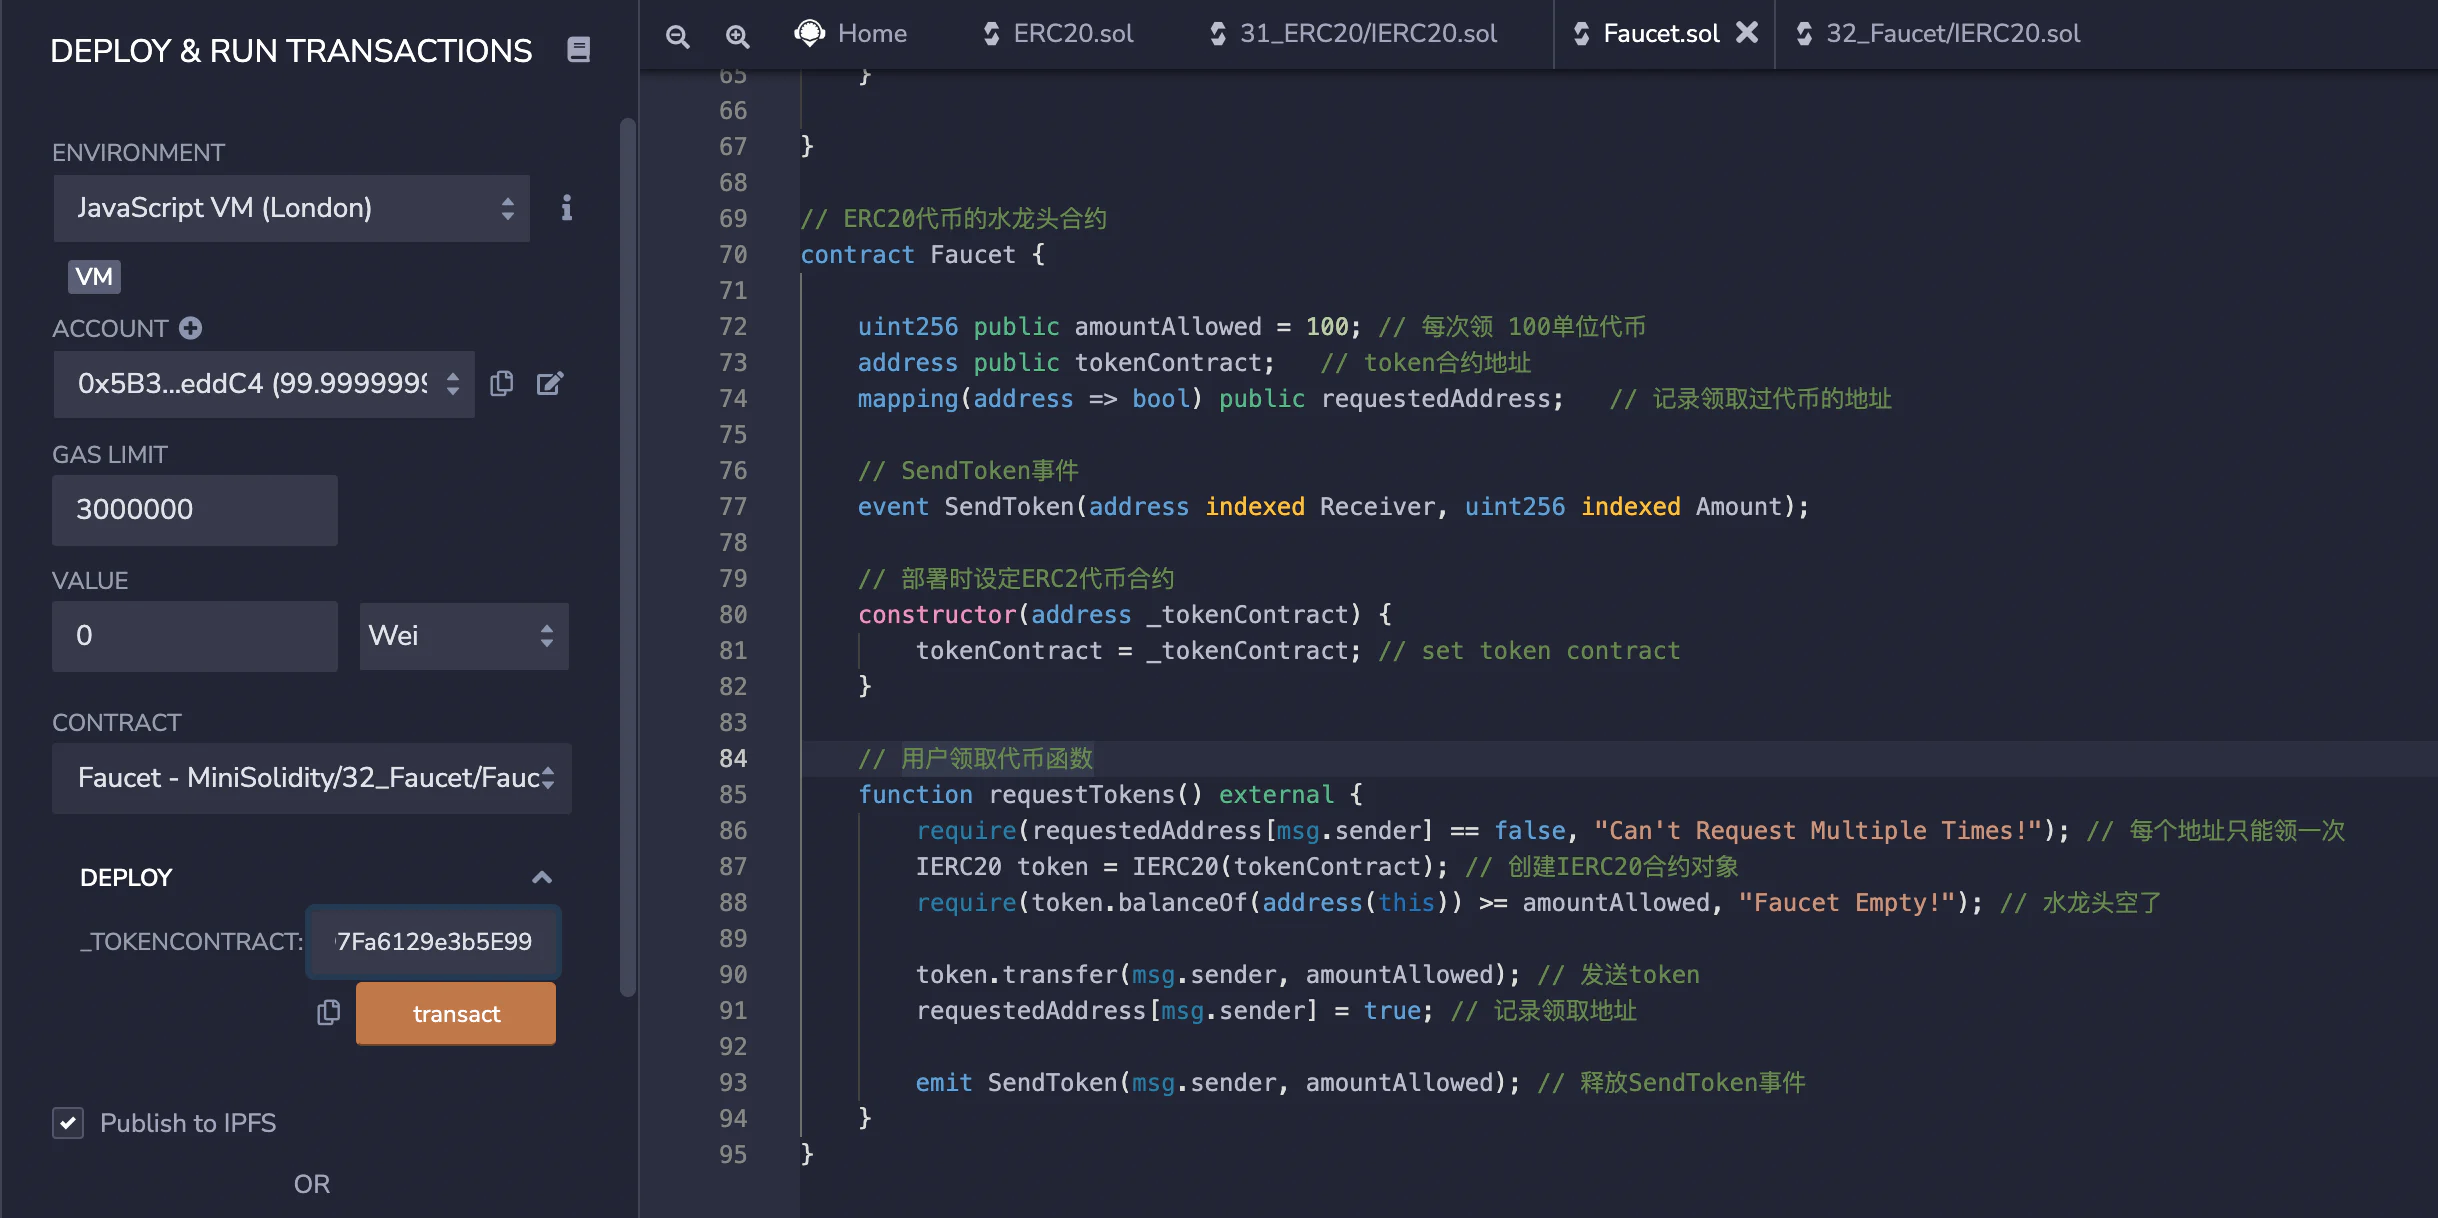 DEPLOY & RUN TRANSACTIONS
ENVIRONMENT
JavaScript VM (London)
VM
ACCOUNT
0x5B3...eddC4 (99.9999999
GAS LIMIT
3000000
VALUE
0
Wei
CONTRACT
Faucet - MiniSolidity/32_Faucet/Fauc
DEPLOY
_TOKENCONTRACT:
7Fa6129e3b5E99
transact
Publish to IPFS
OR
Home
ERC20.sol
31_ERC20/IERC20.sol
Faucet.sol
32_Faucet/IERC20.sol
65 }
66
67 }
68
69 // ERC20代币的水龙头合约
70 contract Faucet {
71
72 uint256 public amountAllowed = 100; // 每次领 100单位代币
73 address public tokenContract; // token合约地址
74 mapping(address => bool) public requestedAddress; // 记录领取过代币的地址
75
76 // SendToken事件
77 event SendToken(address indexed Receiver, uint256 indexed Amount);
78
79 // 部署时设定ERC2代币合约
80 constructor(address _tokenContract) {
81 tokenContract = _tokenContract; // set token contract
82 }
83
84 // 用户领取代币函数
85 function requestTokens() external {
86 require(requestedAddress[msg.sender] == false, "Can't Request Multiple Times!"); // 每个地址只能领一次
87 IERC20 token = IERC20(tokenContract); // 创建IERC20合约对象
88 require(token.balanceOf(address(this)) >= amountAllowed, "Faucet Empty!"); // 水龙头空了
89
90 token.transfer(msg.sender, amountAllowed); // 发送token
91 requestedAddress[msg.sender] = true; // 记录领取地址
92
93 emit SendToken(msg.sender, amountAllowed); // 释放SendToken事件
94 }
95 }